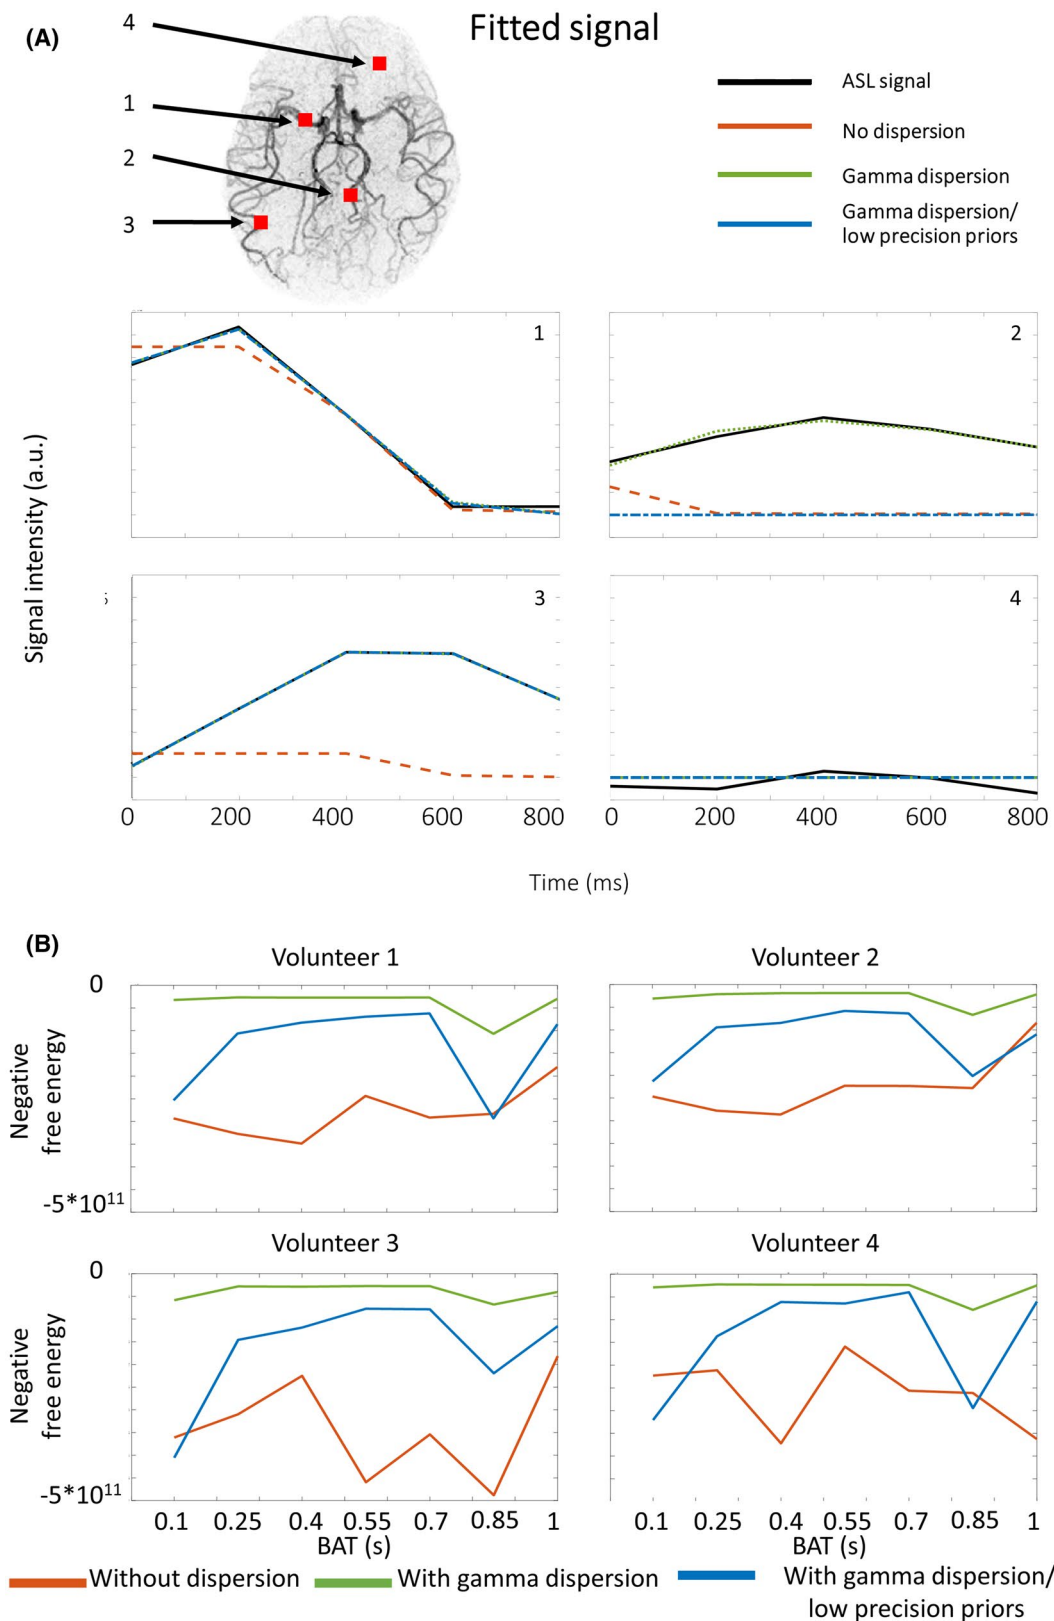 (A)
Fitted signal
4
1
2
3
ASL signal
No dispersion
Gamma dispersion
Gamma dispersion/
low precision priors
Signal intensity (a.u.)
1
2
3
4
0 200 400 600 800
0 200 400 600 800
Time (ms)
(B)
Volunteer 1
Volunteer 2
0
Negative
free energy
-5*10¹¹
Volunteer 3
Volunteer 4
0
Negative
free energy
-5*10¹¹
0.1 0.25 0.4 0.55 0.7 0.85 1
0.1 0.25 0.4 0.55 0.7 0.85 1
BAT (s)
BAT (s)
Without dispersion
With gamma dispersion
With gamma dispersion/
low precision priors